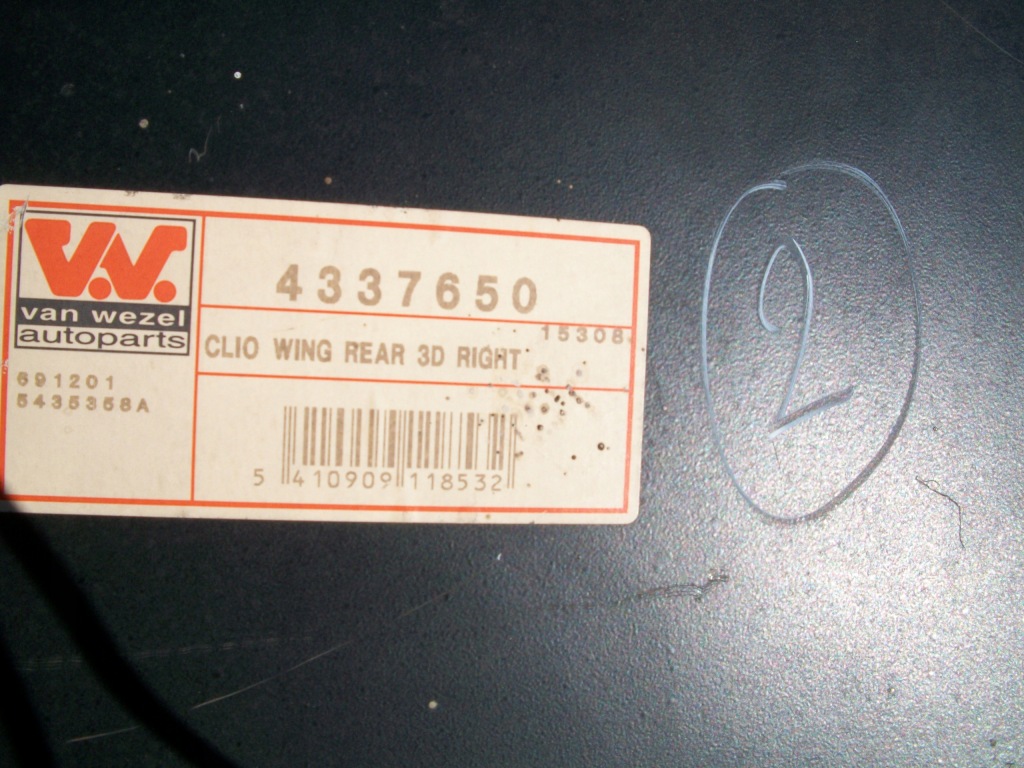 V.W.
van wezel
autoparts
691201
5435358A
4337650
15308
CLIO WING REAR 3D RIGHT
5 410909 118532
2